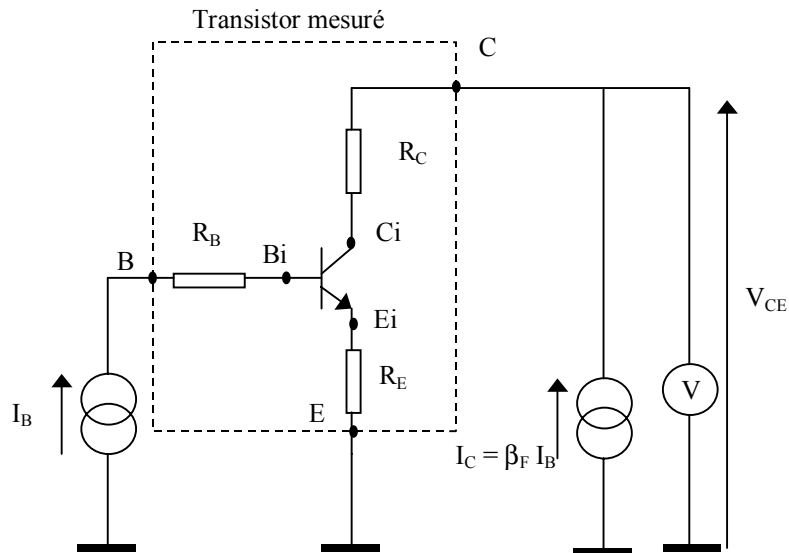 Transistor mesuré
C
R_C
R_B
Ci
B
Bi
Ei
V_CE
R_E
V
I_B
E
I_C = β_F I_B